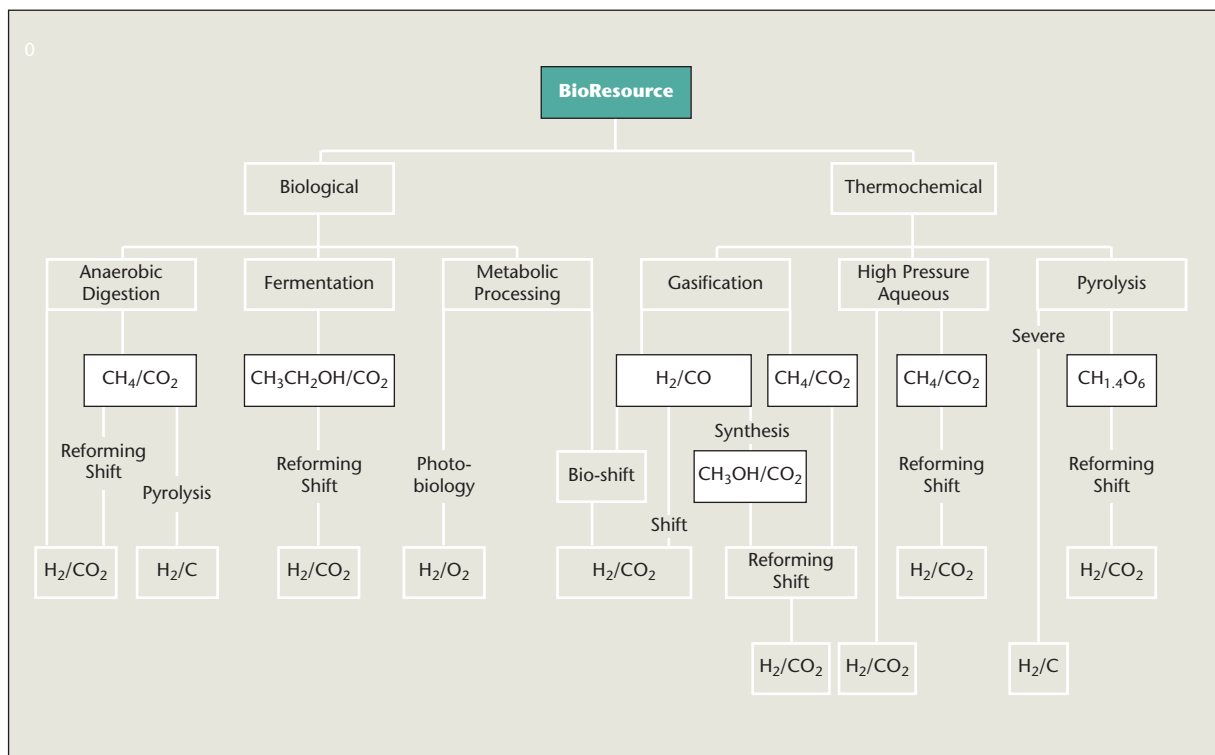 0
BioResource
Biological
Thermochemical
Anaerobic
Digestion
Fermentation
Metabolic
Processing
Gasification
High Pressure
Aqueous
Pyrolysis
Severe
CH₄/CO₂
CH₃CH₂OH/CO₂
H₂/CO
CH₄/CO₂
CH₄/CO₂
CH₁.₄O₆
Synthesis
Reforming
Shift
Pyrolysis
Reforming
Shift
Photo-
biology
Bio-shift
CH₃OH/CO₂
Reforming
Shift
Reforming
Shift
Shift
H₂/CO₂
H₂/C
H₂/CO₂
H₂/O₂
H₂/CO₂
Reforming
Shift
H₂/CO₂
H₂/CO₂
H₂/CO₂
H₂/CO₂
H₂/C